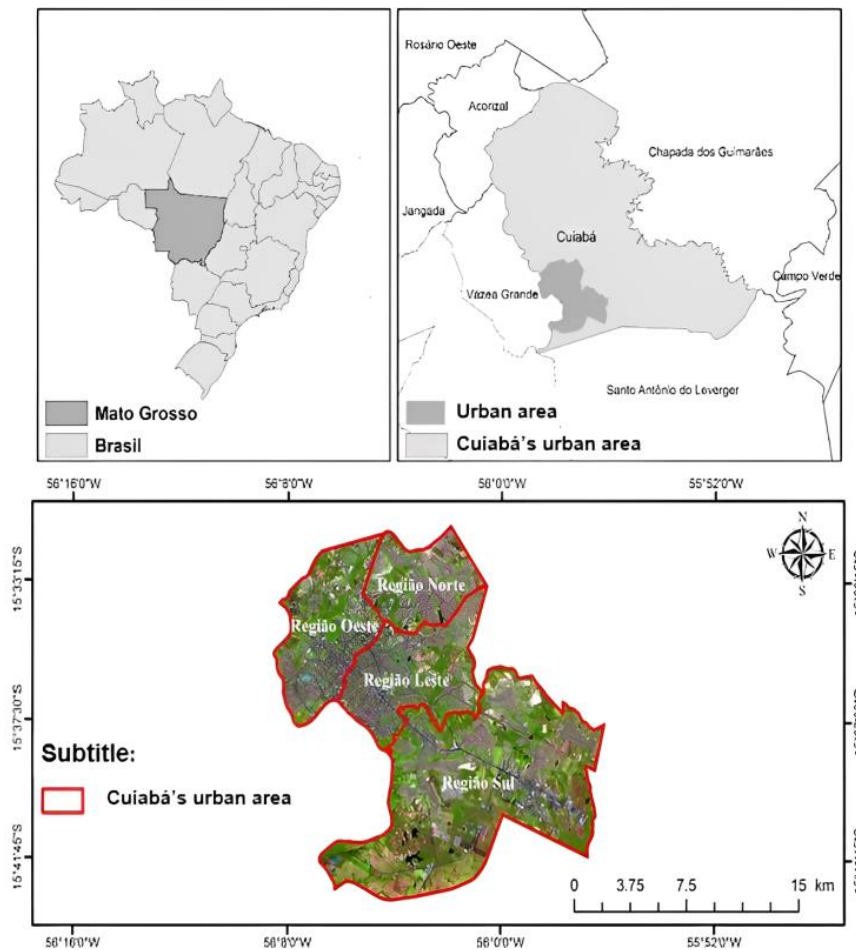 Mato Grosso
Brasil
Rosário Oeste
Acorizal
Chapada dos Guimarães
Jangada
Cuiabá
Várzea Grande
Campo Verde
Santo Antônio do Leverger
Urban area
Cuiabá's urban area
56°16'0"W
56°8'0"W
56°0'0"W
55°52'0"W
N
W
E
S
15°33'15"S
Região Norte
Região Oeste
Região Leste
15°37'30"S
Subtitle:
Cuiabá's urban area
Região Sul
15°41'45"S
0 3.75 7.5 15 km
56°16'0"W
56°8'0"W
56°0'0"W
55°52'0"W